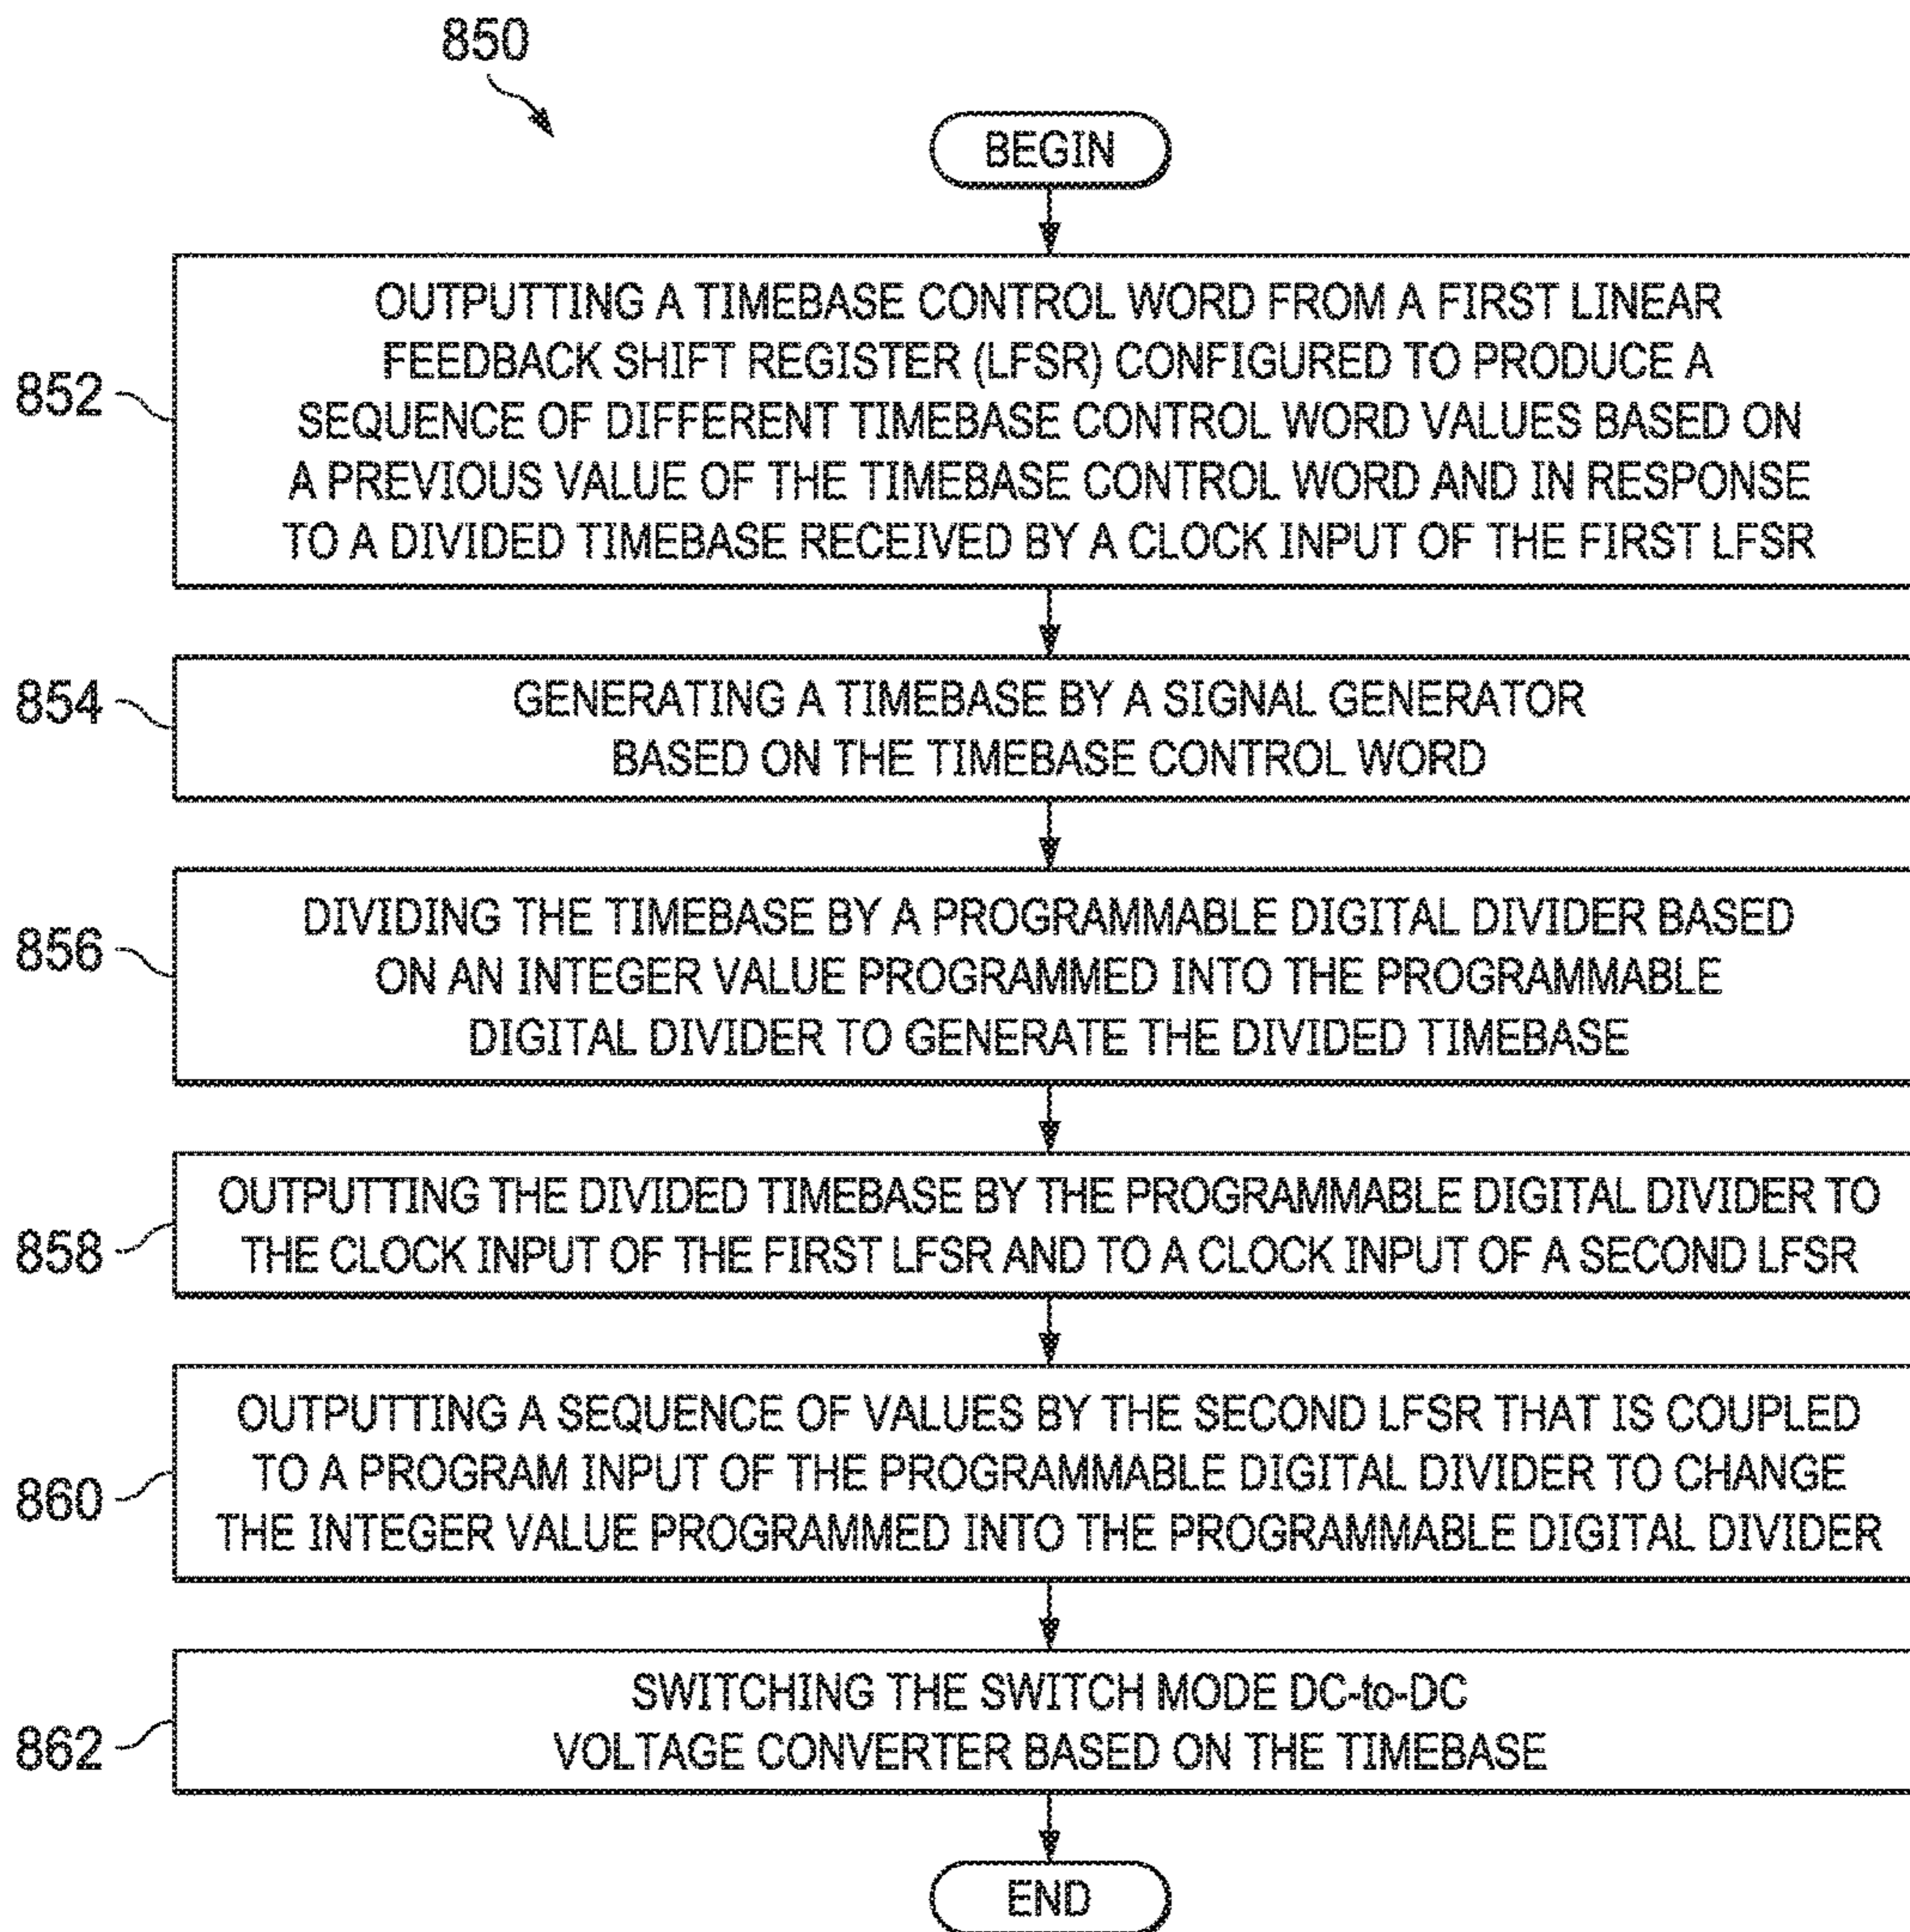 850
BEGIN
852
OUTPUTTING A TIMEBASE CONTROL WORD FROM A FIRST LINEAR
FEEDBACK SHIFT REGISTER (LFSR) CONFIGURED TO PRODUCE A
SEQUENCE OF DIFFERENT TIMEBASE CONTROL WORD VALUES BASED ON
A PREVIOUS VALUE OF THE TIMEBASE CONTROL WORD AND IN RESPONSE
TO A DIVIDED TIMEBASE RECEIVED BY A CLOCK INPUT OF THE FIRST LFSR
854
GENERATING A TIMEBASE BY A SIGNAL GENERATOR
BASED ON THE TIMEBASE CONTROL WORD
856
DIVIDING THE TIMEBASE BY A PROGRAMMABLE DIGITAL DIVIDER BASED
ON AN INTEGER VALUE PROGRAMMED INTO THE PROGRAMMABLE
DIGITAL DIVIDER TO GENERATE THE DIVIDED TIMEBASE
858
OUTPUTTING THE DIVIDED TIMEBASE BY THE PROGRAMMABLE DIGITAL DIVIDER TO
THE CLOCK INPUT OF THE FIRST LFSR AND TO A CLOCK INPUT OF A SECOND LFSR
860
OUTPUTTING A SEQUENCE OF VALUES BY THE SECOND LFSR THAT IS COUPLED
TO A PROGRAM INPUT OF THE PROGRAMMABLE DIGITAL DIVIDER TO CHANGE
THE INTEGER VALUE PROGRAMMED INTO THE PROGRAMMABLE DIGITAL DIVIDER
862
SWITCHING THE SWITCH MODE DC-to-DC
VOLTAGE CONVERTER BASED ON THE TIMEBASE
END